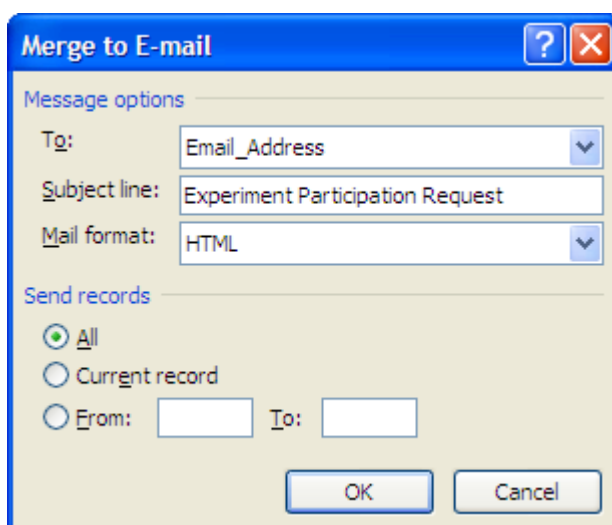 Merge to E-mail
Message options
To: Email_Address
Subject line: Experiment Participation Request
Mail format: HTML
Send records
All
Current record
From: To:
OK Cancel